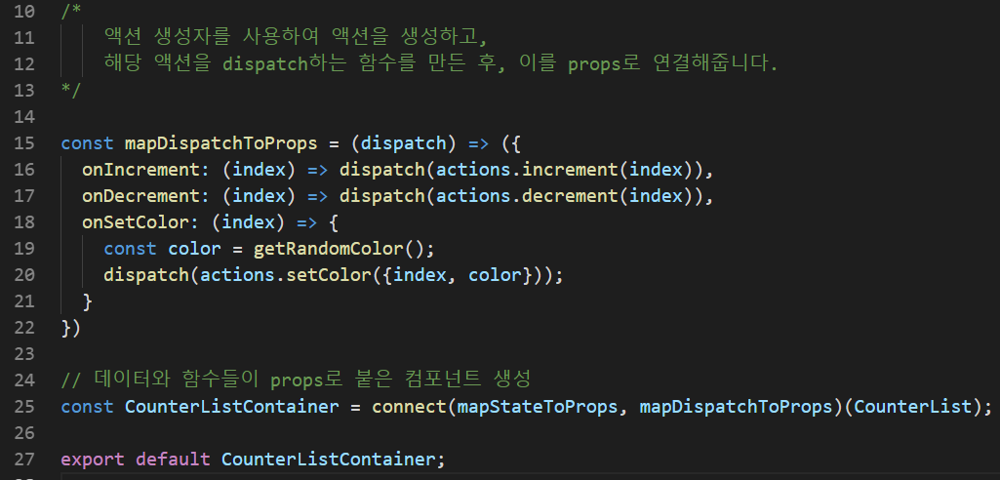 10 /*
11     액션 생성자를 사용하여 액션을 생성하고,
12     해당 액션을 dispatch하는 함수를 만든 후, 이를 props로 연결해줍니다.
13 */
14
15 const mapDispatchToProps = (dispatch) => ({
16   onIncrement: (index) => dispatch(actions.increment(index)),
17   onDecrement: (index) => dispatch(actions.decrement(index)),
18   onSetColor: (index) => {
19     const color = getRandomColor();
20     dispatch(actions.setColor({index, color}));
21   }
22 })
23
24 // 데이터와 함수들이 props로 붙은 컴포넌트 생성
25 const CounterListContainer = connect(mapStateToProps, mapDispatchToProps)(CounterList);
26
27 export default CounterListContainer;